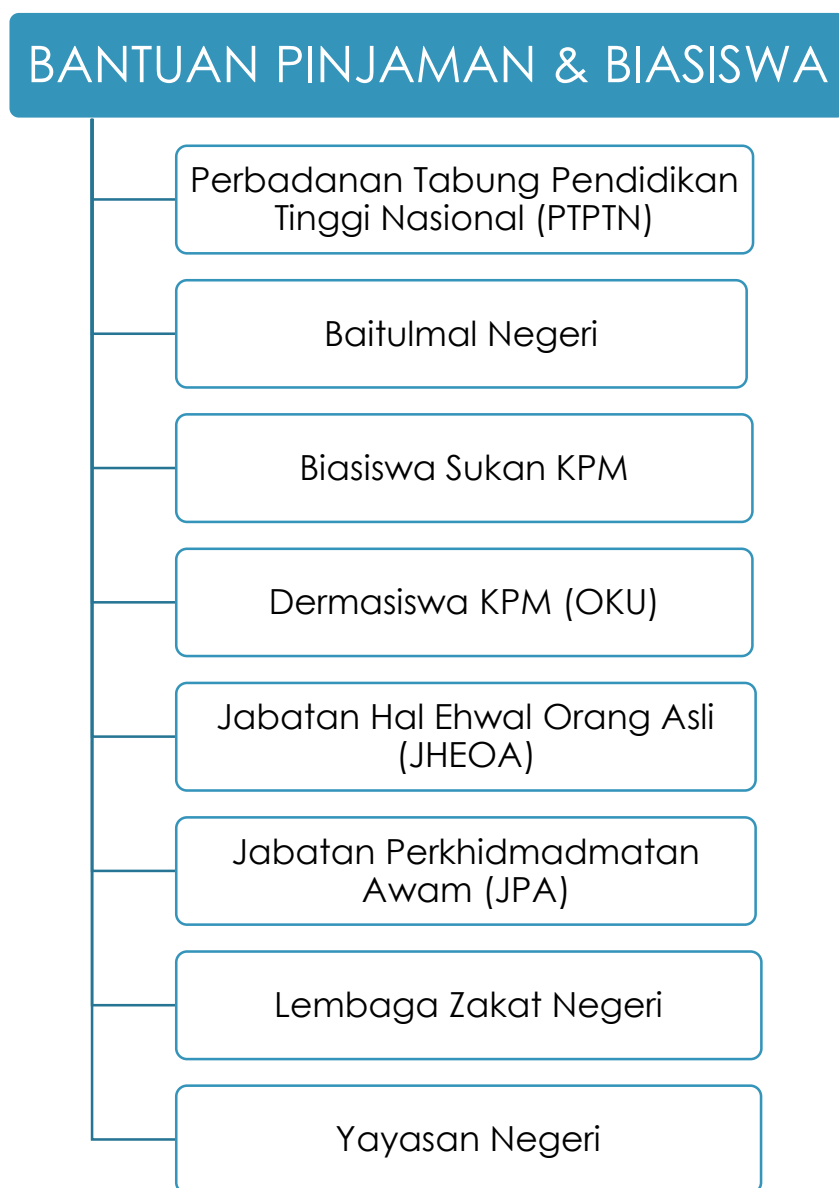 BANTUAN PINJAMAN & BIASISWA
Perbadanan Tabung Pendidikan
Tinggi Nasional (PTPTN)
Baitulmal Negeri
Biasiswa Sukan KPM
Dermasiswa KPM (OKU)
Jabatan Hal Ehwal Orang Asli
(JHEOA)
Jabatan Perkhidmadmatan
Awam (JPA)
Lembaga Zakat Negeri
Yayasan Negeri